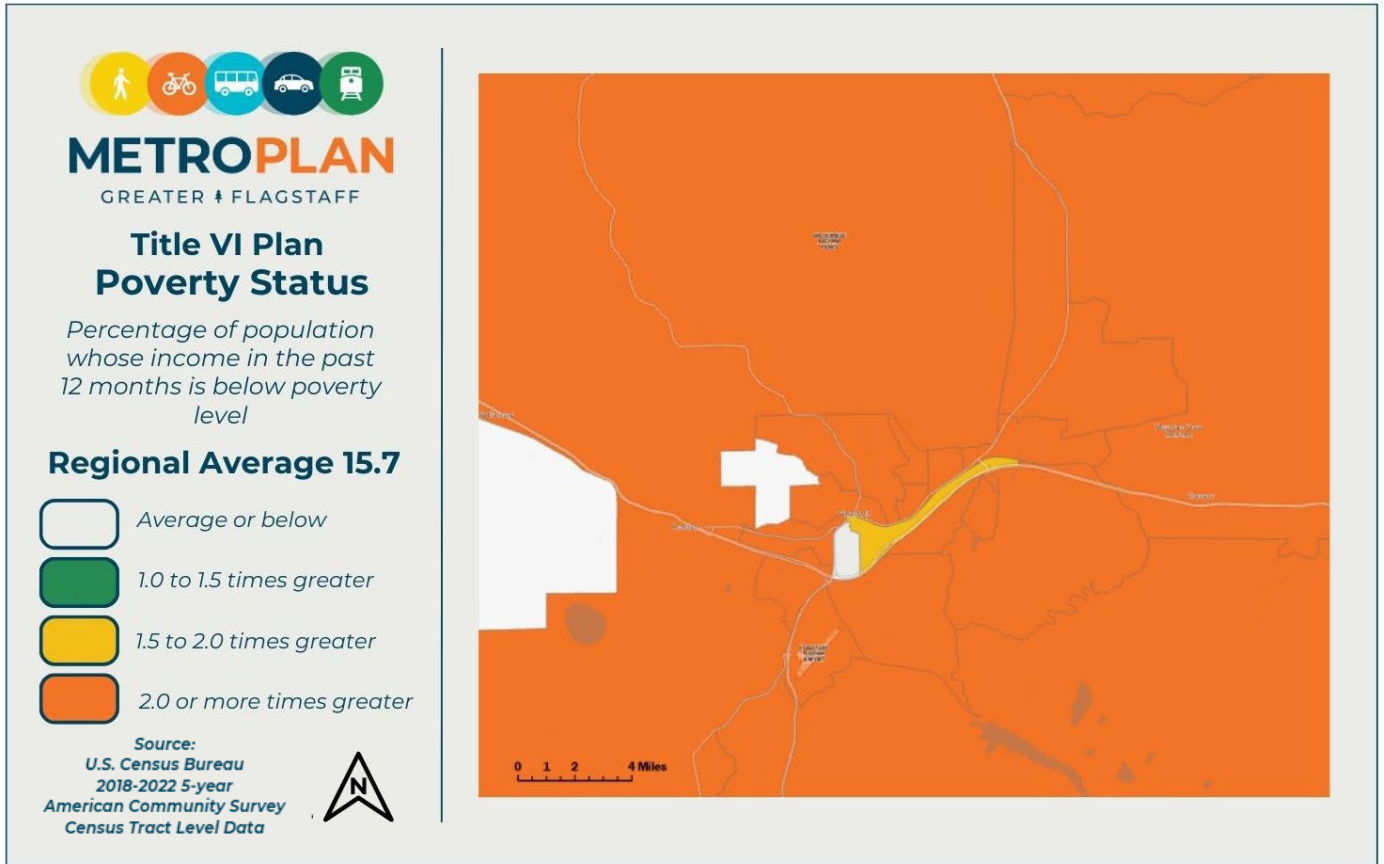 METROPLAN
GREATER FLAGSTAFF
Title VI Plan
Poverty Status
Percentage of population
whose income in the past
12 months is below poverty
level
Regional Average 15.7
Average or below
1.0 to 1.5 times greater
1.5 to 2.0 times greater
2.0 or more times greater
Source:
U.S. Census Bureau
2018-2022 5-year
American Community Survey
Census Tract Level Data
N
0 1 2 4 Miles